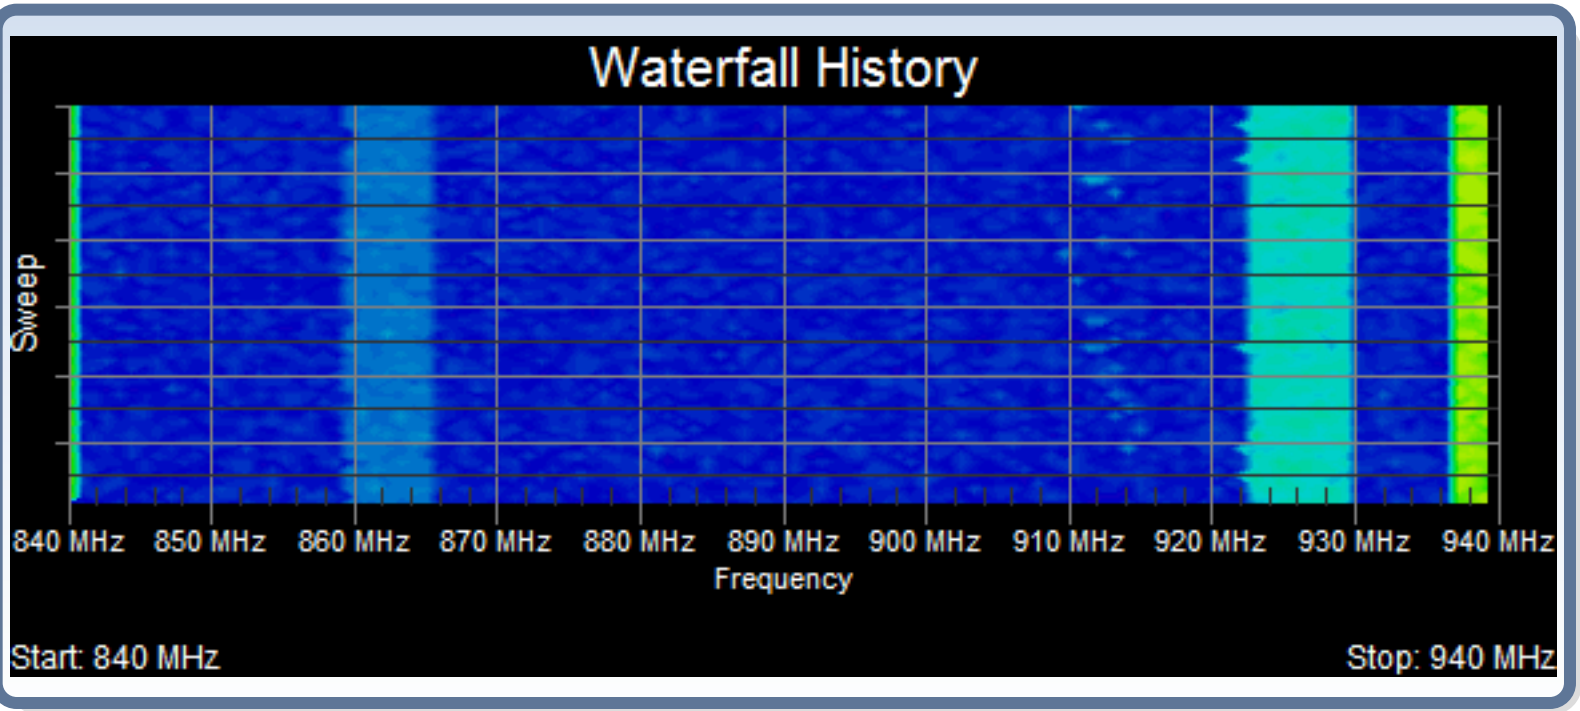 Waterfall History
Sweep
840 MHz 850 MHz 860 MHz 870 MHz 880 MHz 890 MHz 900 MHz 910 MHz 920 MHz 930 MHz 940 MHz
Frequency
Start: 840 MHz Stop: 940 MHz